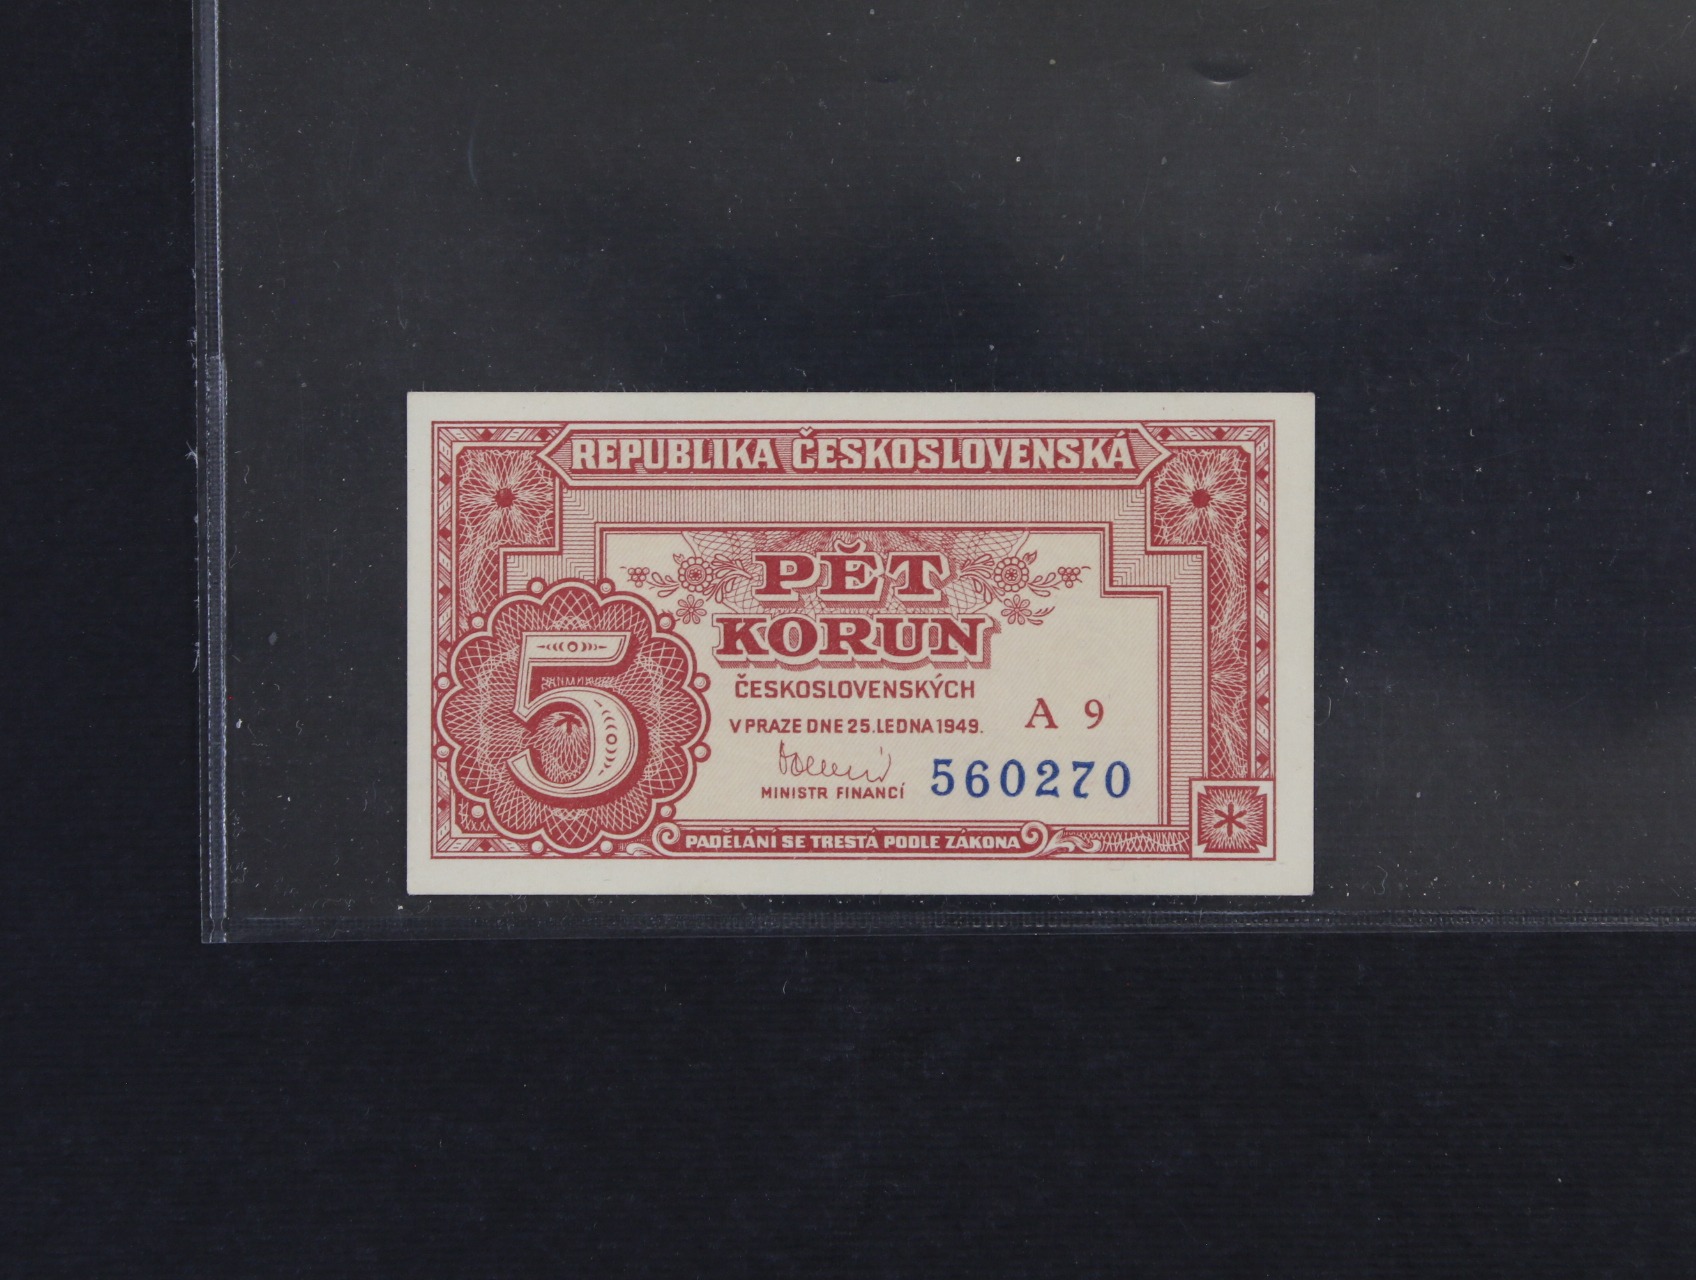 REPUBLIKA ČESKOSLOVENSKÁ
PĚT
KORUN
5
ČESKOSLOVENSKÝCH
V PRAZE DNE 25. LEDNA 1949.
A 9
MINISTR FINANCÍ
560270
PADĚLÁNÍ SE TRESTÁ PODLE ZÁKONA